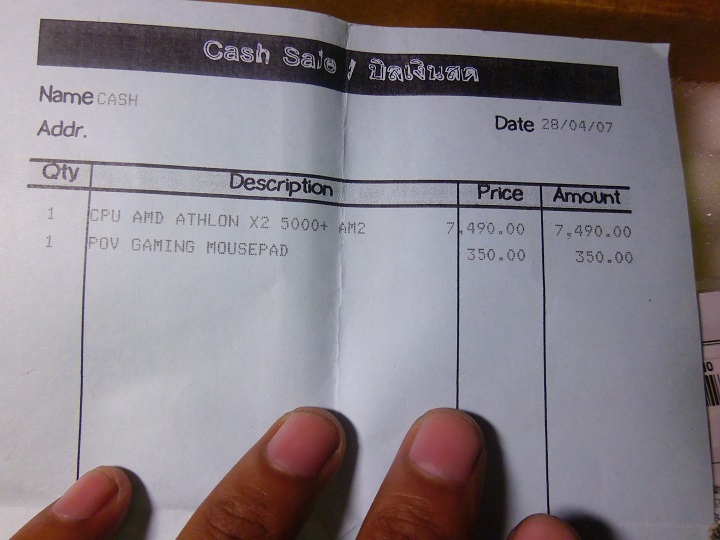 Cash Sale / บิลเงินสด
Name CASH
Addr.
Date 28/04/07
Qty Description Price Amount
1 CPU AMD ATHLON X2 5000+ AM2 7,490.00 7,490.00
1 POV GAMING MOUSEPAD 350.00 350.00